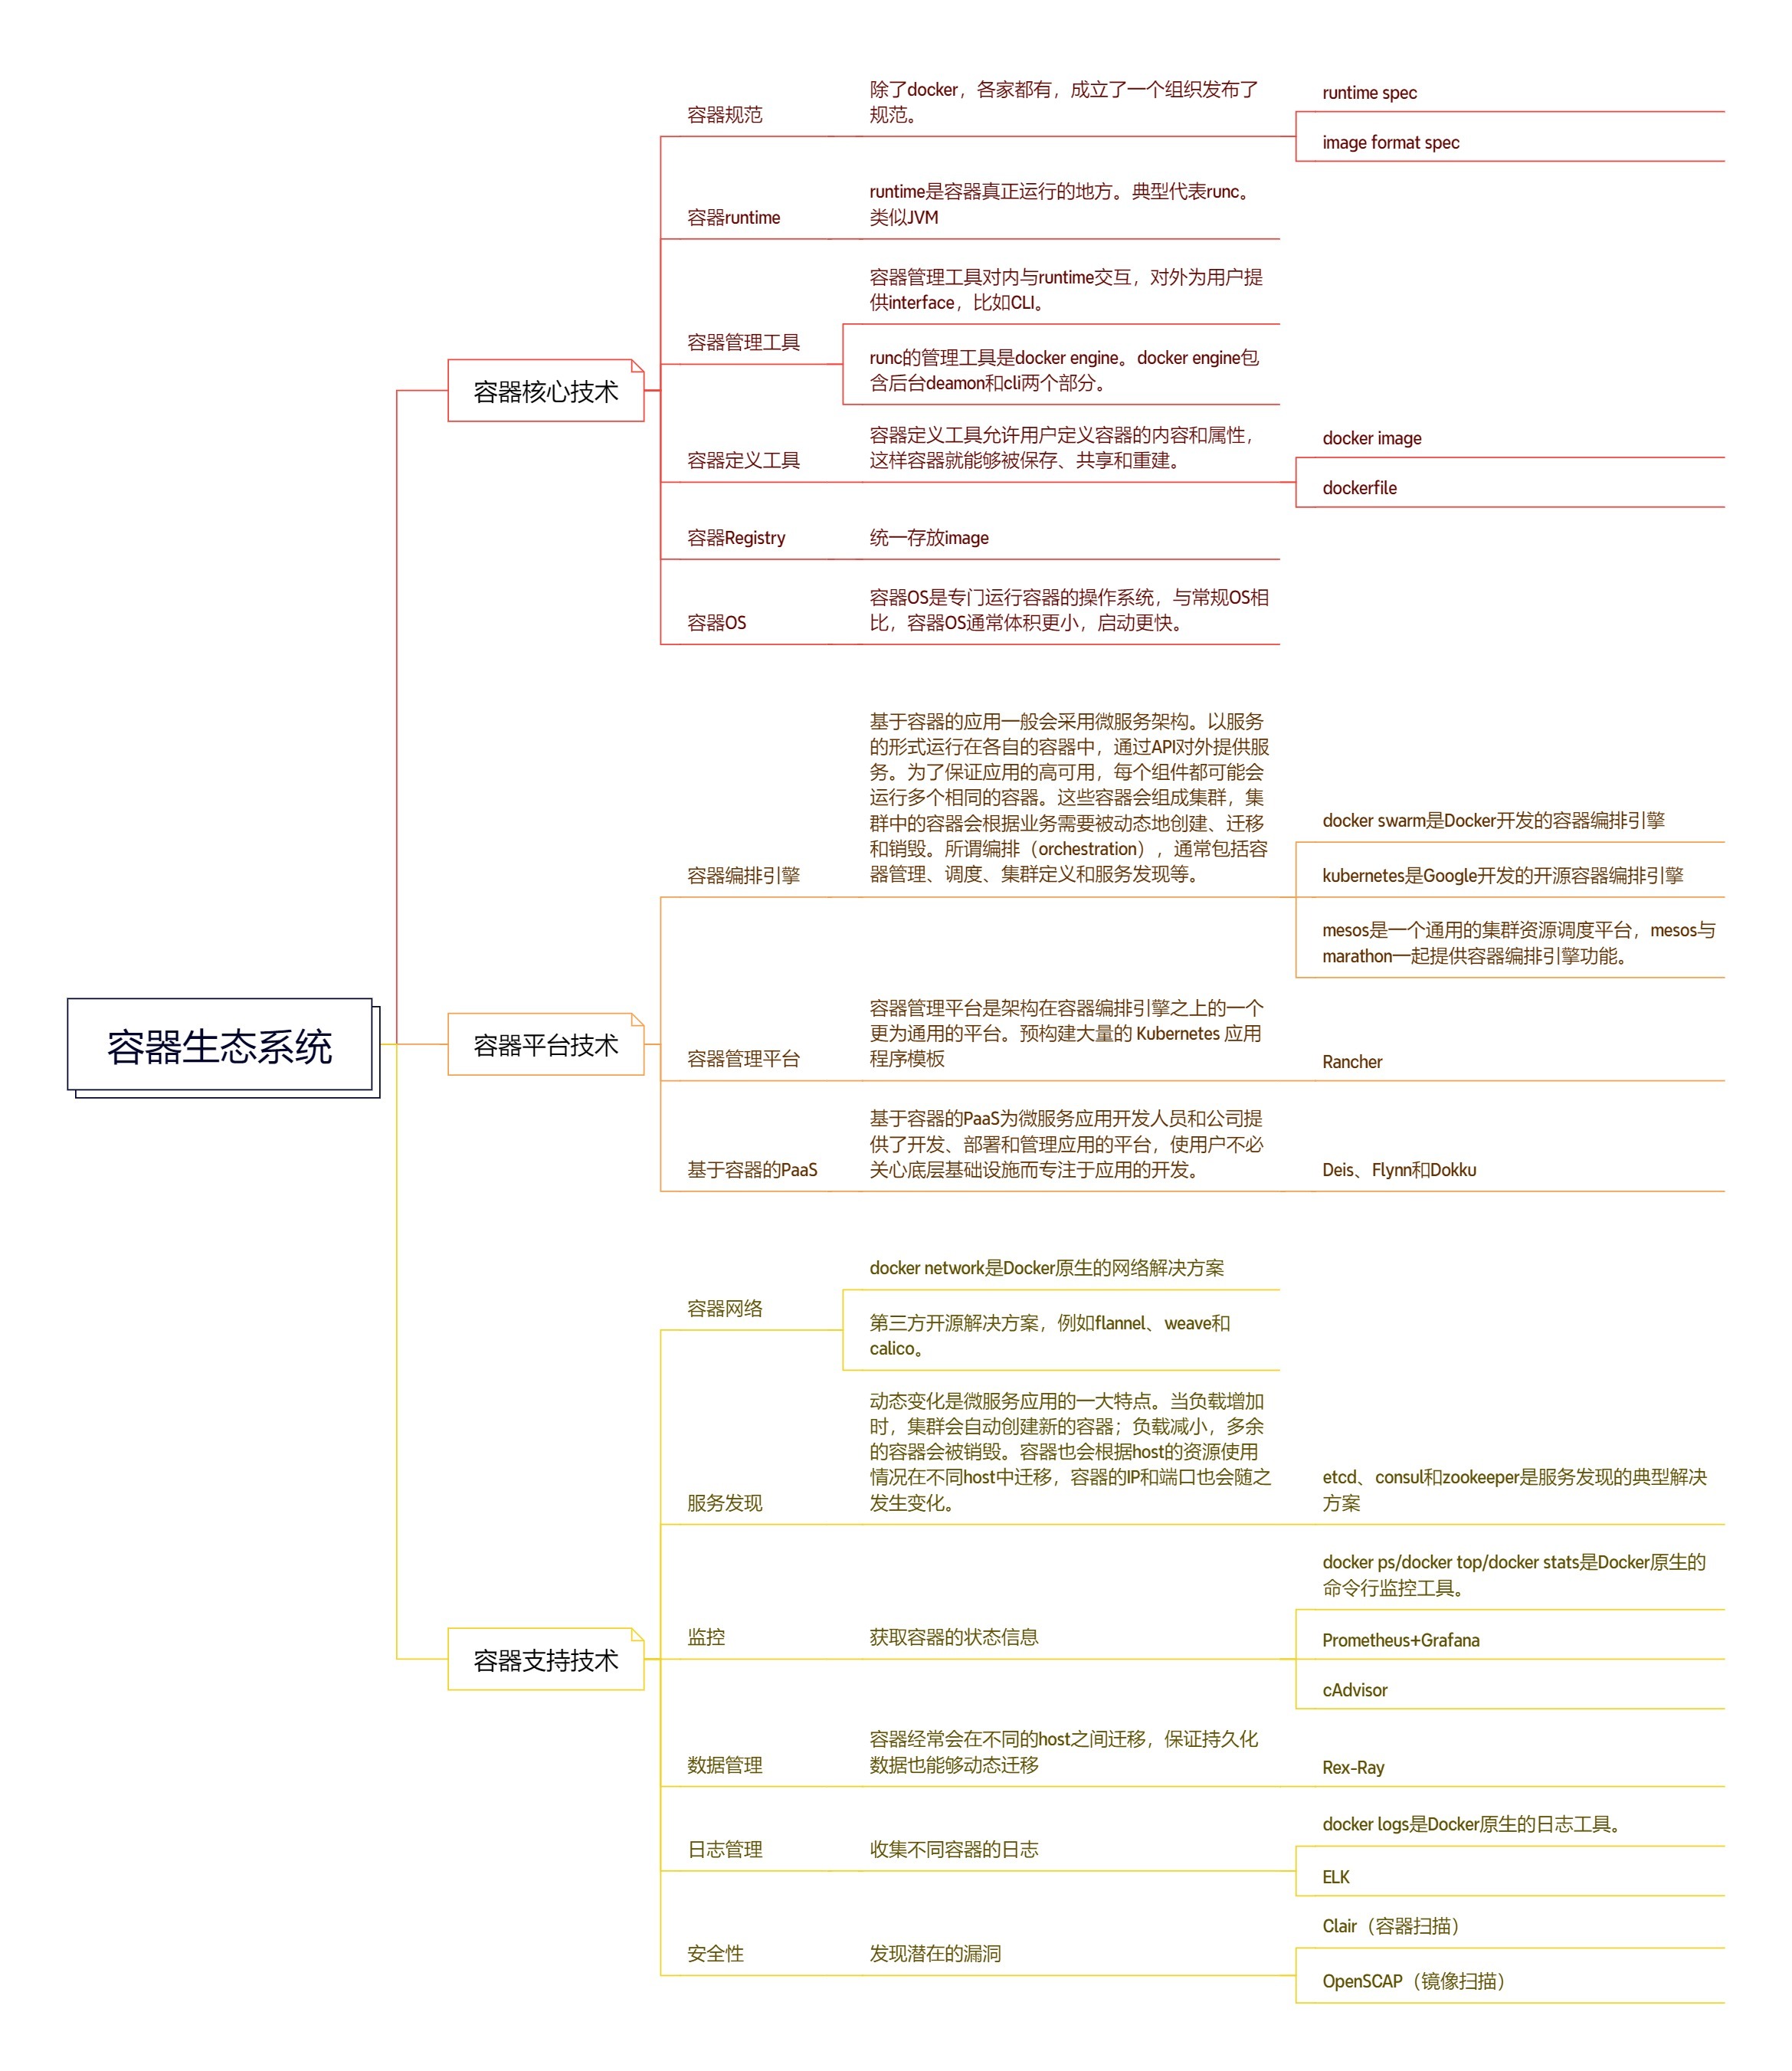 容器生态系统
容器核心技术
容器规范
除了docker，各家都有，成立了一个组织发布了
规范。
runtime spec
image format spec
容器runtime
runtime是容器真正运行的地方。典型代表runc。
类似JVM
容器管理工具
容器管理工具对内与runtime交互，对外为用户提
供interface，比如CLI。
runc的管理工具是docker engine。docker engine包
含后台deamon和cli两个部分。
容器定义工具
容器定义工具允许用户定义容器的内容和属性，
这样容器就能够被保存、共享和重建。
docker image
dockerfile
容器Registry
统一存放image
容器OS
容器OS是专门运行容器的操作系统，与常规OS相
比，容器OS通常体积更小，启动更快。
容器平台技术
容器编排引擎
基于容器的应用一般会采用微服务架构。以服务
的形式运行在各自的容器中，通过API对外提供服
务。为了保证应用的高可用，每个组件都可能会
运行多个相同的容器。这些容器会组成集群，集
群中的容器会根据业务需要被动态地创建、迁移
和销毁。所谓编排（orchestration），通常包括容
器管理、调度、集群定义和服务发现等。
docker swarm是Docker开发的容器编排引擎
kubernetes是Google开发的开源容器编排引擎
mesos是一个通用的集群资源调度平台，mesos与
marathon一起提供容器编排引擎功能。
容器管理平台
容器管理平台是架构在容器编排引擎之上的一个
更为通用的平台。预构建大量的 Kubernetes 应用
程序模板
Rancher
基于容器的PaaS
基于容器的PaaS为微服务应用开发人员和公司提
供了开发、部署和管理应用的平台，使用户不必
关心底层基础设施而专注于应用的开发。
Deis、Flynn和Dokku
容器支持技术
容器网络
docker network是Docker原生的网络解决方案
第三方开源解决方案，例如flannel、weave和
calico。
服务发现
动态变化是微服务应用的一大特点。当负载增加
时，集群会自动创建新的容器；负载减小，多余
的容器会被销毁。容器也会根据host的资源使用
情况在不同host中迁移，容器的IP和端口也会随之
发生变化。
etcd、consul和zookeeper是服务发现的典型解决
方案
监控
获取容器的状态信息
docker ps/docker top/docker stats是Docker原生的
命令行监控工具。
Prometheus+Grafana
cAdvisor
数据管理
容器经常会在不同的host之间迁移，保证持久化
数据也能够动态迁移
Rex-Ray
日志管理
收集不同容器的日志
docker logs是Docker原生的日志工具。
ELK
安全性
发现潜在的漏洞
Clair（容器扫描）
OpenSCAP（镜像扫描）